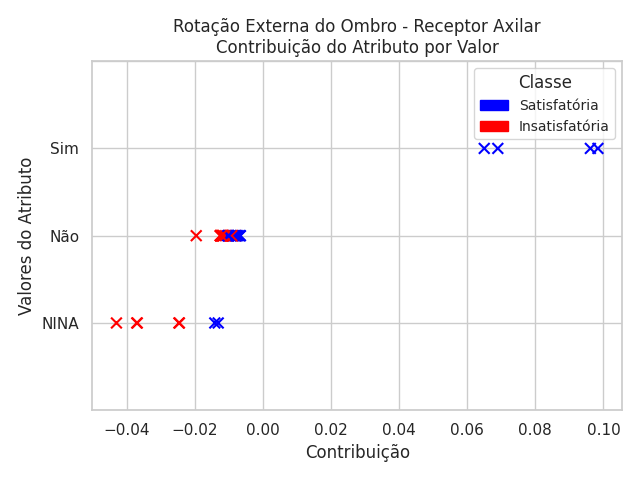 Rotação Externa do Ombro - Receptor Axilar
Contribuição do Atributo por Valor
Classe
Satisfatória
Insatisfatória
Valores do Atributo
Sim
Não
NINA
−0.04 −0.02 0.00 0.02 0.04 0.06 0.08 0.10
Contribuição